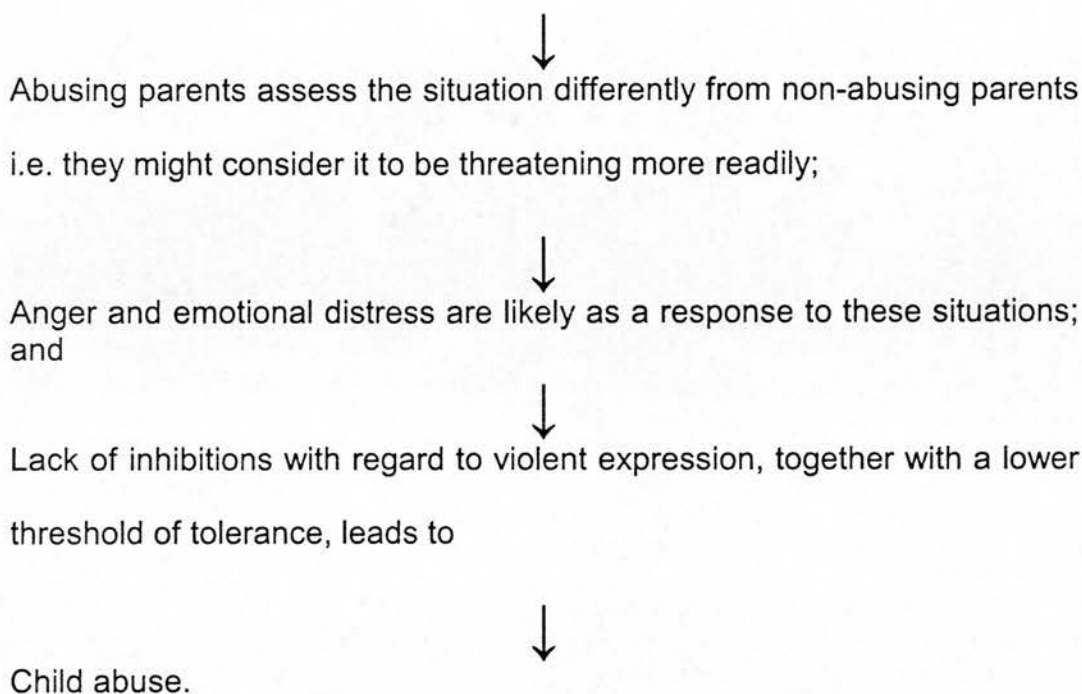 ↓
Abusing parents assess the situation differently from non-abusing parents
i.e. they might consider it to be threatening more readily;
↓
Anger and emotional distress are likely as a response to these situations;
and
↓
Lack of inhibitions with regard to violent expression, together with a lower
threshold of tolerance, leads to
↓
Child abuse.